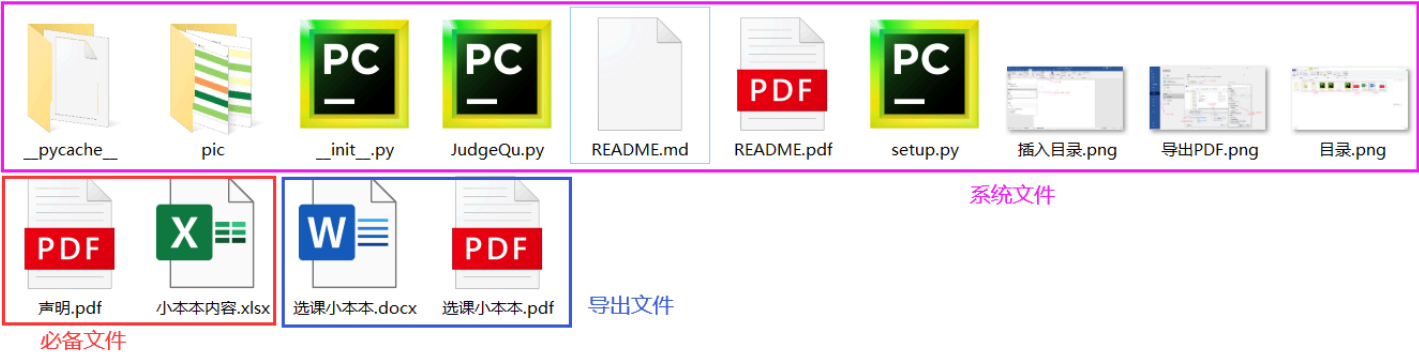 PC
PC
PDF
PC
__pycache__
pic
__init__.py
JudgeQu.py
README.md
README.pdf
setup.py
插入目录.png
导出PDF.png
目录.png
系统文件
PDF
X
W
PDF
声明.pdf
小本本内容.xlsx
选课小本本.docx
选课小本本.pdf
导出文件
必备文件